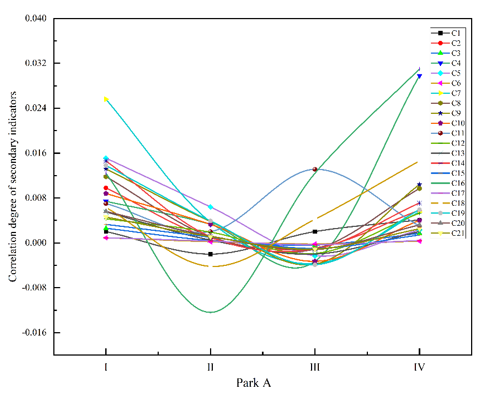 0.040
0.032
0.024
0.016
0.008
0.000
-0.008
-0.016
Correlation degree of secondary indicators
I II III IV
Park A
C1
C2
C3
C4
C5
C6
C7
C8
C9
C10
C11
C12
C13
C14
C15
C16
C17
C18
C19
C20
C21